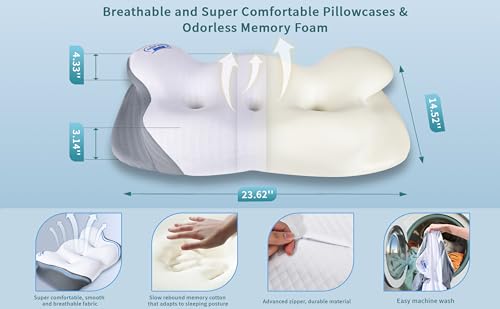 Breathable and Super Comfortable Pillowcases &
Odorless Memory Foam
4.33''
3.14''
14.52''
23.62''
Super comfortable, smooth
and breathable fabric
Slow rebound memory cotton
that adapts to sleeping posture
Advanced zipper, durable material
Easy machine wash